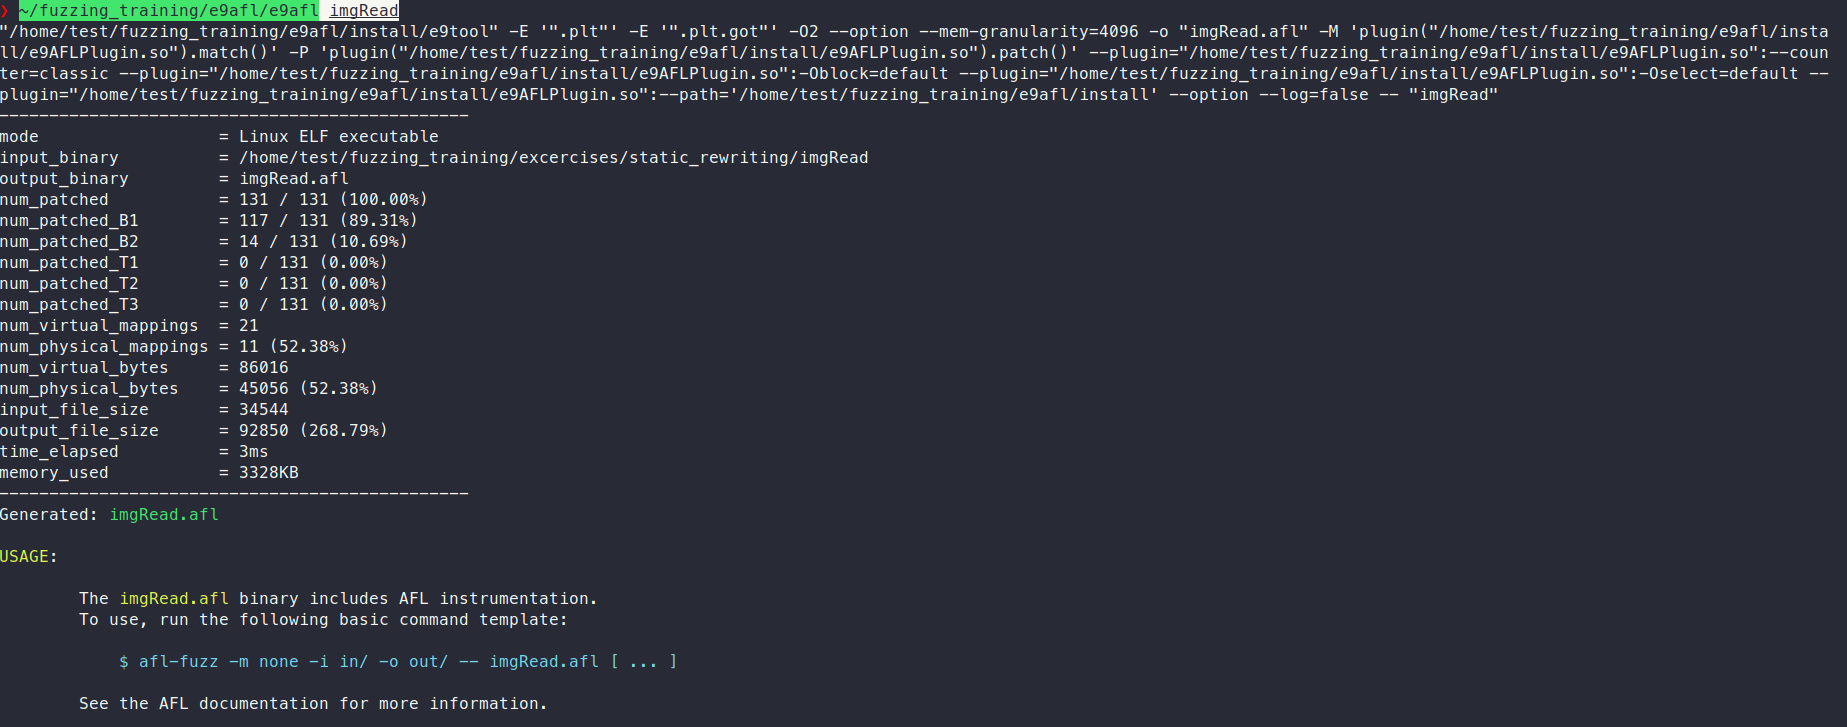 ❯ ~/fuzzing_training/e9afl/e9afl imgRead
"/home/test/fuzzing_training/e9afl/install/e9tool" -E '".plt"' -E '".plt.got"' -O2 --option --mem-granularity=4096 -o "imgRead.afl" -M 'plugin("/home/test/fuzzing_training/e9afl/insta
ll/e9AFLPlugin.so").match()' -P 'plugin("/home/test/fuzzing_training/e9afl/install/e9AFLPlugin.so").patch()' --plugin="/home/test/fuzzing_training/e9afl/install/e9AFLPlugin.so":--coun
ter=classic --plugin="/home/test/fuzzing_training/e9afl/install/e9AFLPlugin.so":-Oblock=default --plugin="/home/test/fuzzing_training/e9afl/install/e9AFLPlugin.so":-Oselect=default --
plugin="/home/test/fuzzing_training/e9afl/install/e9AFLPlugin.so":--path='/home/test/fuzzing_training/e9afl/install' --option --log=false -- "imgRead"
-----------------------------------------------
mode                  = Linux ELF executable
input_binary          = /home/test/fuzzing_training/excercises/static_rewriting/imgRead
output_binary         = imgRead.afl
num_patched           = 131 / 131 (100.00%)
num_patched_B1        = 117 / 131 (89.31%)
num_patched_B2        = 14 / 131 (10.69%)
num_patched_T1        = 0 / 131 (0.00%)
num_patched_T2        = 0 / 131 (0.00%)
num_patched_T3        = 0 / 131 (0.00%)
num_virtual_mappings  = 21
num_physical_mappings = 11 (52.38%)
num_virtual_bytes     = 86016
num_physical_bytes    = 45056 (52.38%)
input_file_size       = 34544
output_file_size      = 92850 (268.79%)
time_elapsed          = 3ms
memory_used           = 3328KB
-----------------------------------------------
Generated: imgRead.afl
USAGE:
The imgRead.afl binary includes AFL instrumentation.
To use, run the following basic command template:
$ afl-fuzz -m none -i in/ -o out/ -- imgRead.afl [ ... ]
See the AFL documentation for more information.